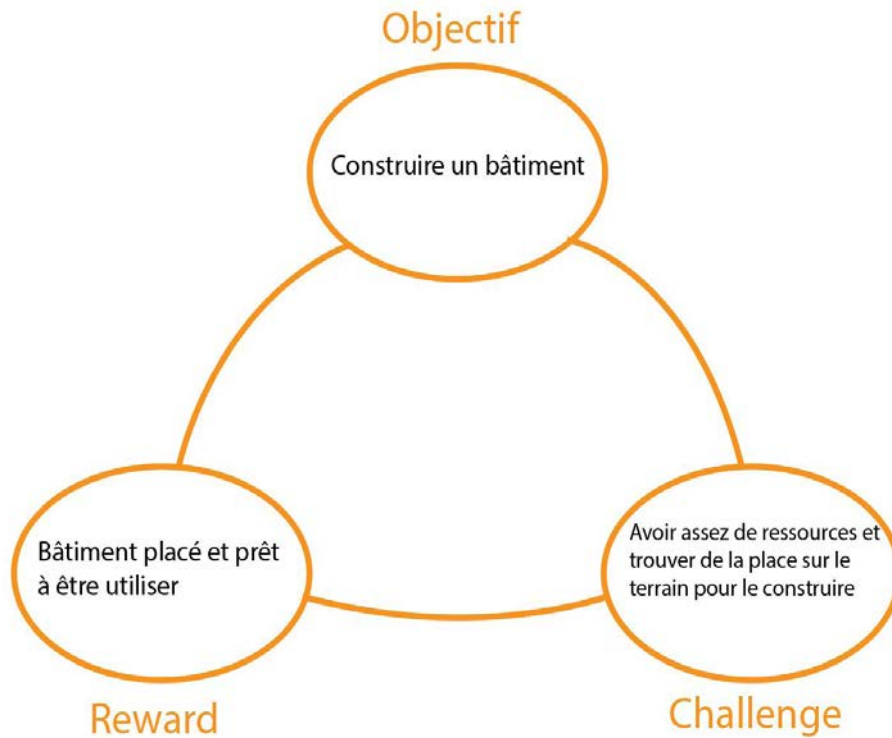 Objectif
Construire un bâtiment
Bâtiment placé et prêt
à être utiliser
Reward
Avoir assez de ressources et
trouver de la place sur le
terrain pour le construire
Challenge